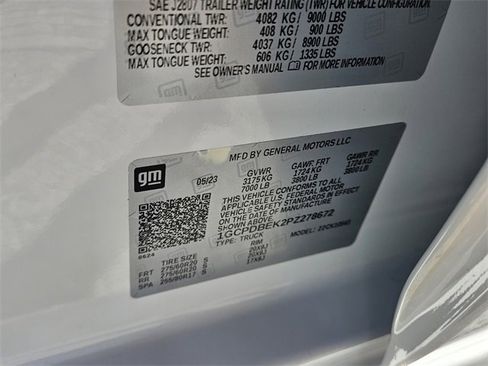 SAE J2807 TRAILER WEIGHT RATING (TWR) FOR VEHICLE CONFIGURATION
CONVENTIONAL TWR: 4082 KG / 9000 LBS
MAX TONGUE WT: 408 KG / 900 LBS
GOOSENECK TWR: 4037 KG / 8900 LBS
MAX TONGUE WT: 606 KG / 1335 LBS
SEE OWNER'S MANUAL FOR MORE INFORMATION
gm
MFD BY GENERAL MOTORS LLC
05/23 GVWR GAWR FRT GAWR RR
3175 KG 1724 KG 1724 KG
7000 LB 3800 LB 3800 LB
THIS VEHICLE CONFORMS TO ALL
APPLICABLE U.S. FEDERAL MOTOR
VEHICLE SAFETY STANDARDS IN
EFFECT ON THE DATE OF MANUFACTURE
SHOWN ABOVE.
1GCPDBEK2PZ278672
TYPE: TRUCK
TIRE SIZE RIM
FRT 275/60R20 S 20X9J
RR 275/60R20 S 20X9J
SPA 255/80R17 S 17X8J